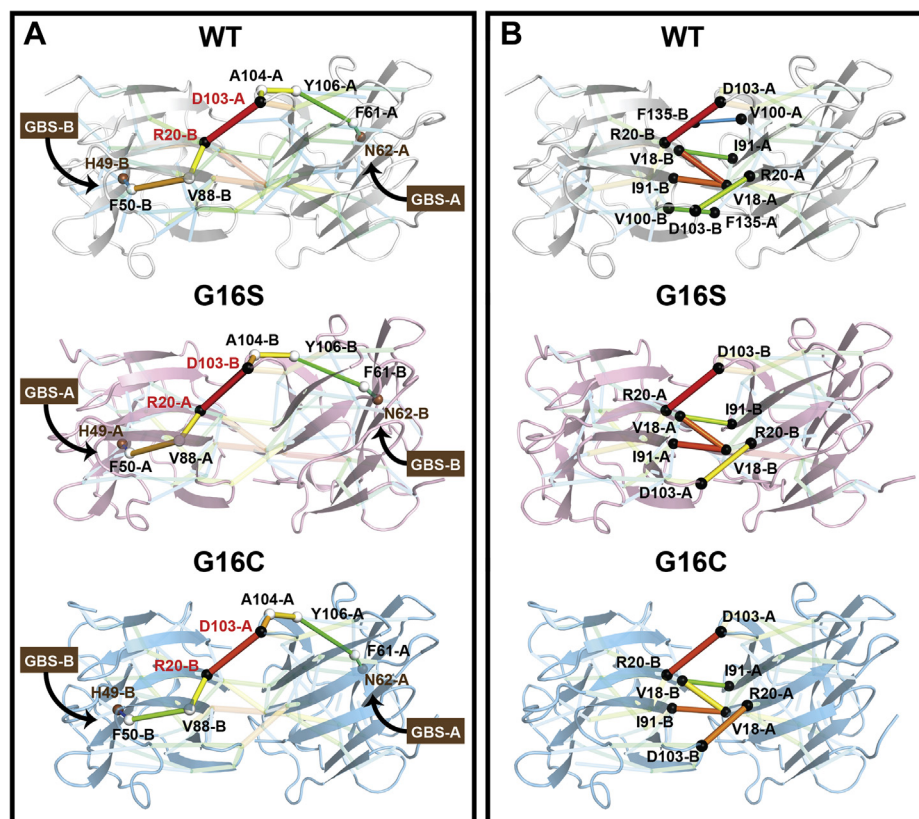 A
WT
A104-A
Y106-A
D103-A
F61-A
GBS-B
R20-B
N62-A
H49-B
GBS-A
F50-B
V88-B
G16S
A104-B
Y106-B
D103-B
F61-B
GBS-A
R20-A
N62-B
H49-A
GBS-B
F50-A
V88-A
G16C
A104-A
Y106-A
D103-A
F61-A
GBS-B
R20-B
N62-A
H49-B
GBS-A
F50-B
V88-B
B
WT
D103-A
F135-B
V100-A
R20-B
I91-A
V18-B
R20-A
I91-B
V18-A
V100-B
F135-A
D103-B
G16S
D103-B
R20-A
I91-B
V18-A
R20-B
I91-A
V18-B
D103-A
G16C
D103-A
R20-B
I91-A
V18-B
R20-A
I91-B
V18-A
D103-B